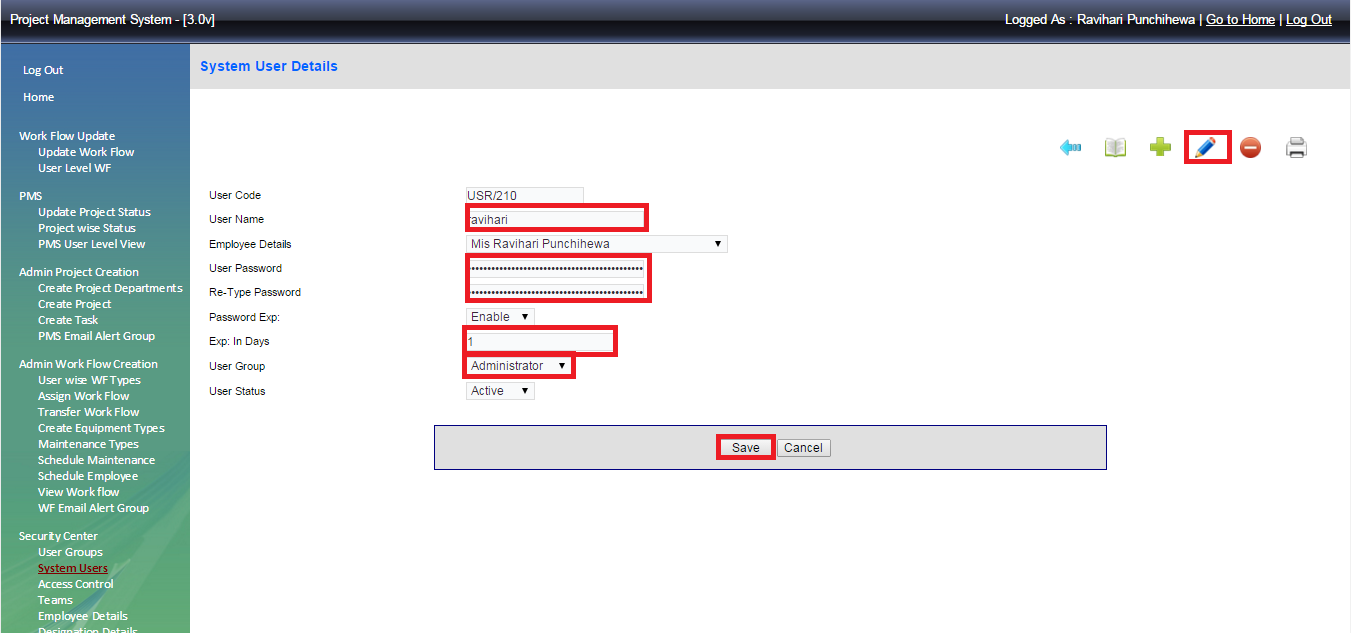 Project Management System - [3.0v]
Logged As : Ravihari Punchihewa | Go to Home | Log Out
Log Out
Home
Work Flow Update
Update Work Flow
User Level WF
PMS
Update Project Status
Project wise Status
PMS User Level View
Admin Project Creation
Create Project Departments
Create Project
Create Task
PMS Email Alert Group
Admin Work Flow Creation
User wise WF Types
Assign Work Flow
Transfer Work Flow
Create Equipment Types
Maintenance Types
Schedule Maintenance
Schedule Employee
View Work flow
WF Email Alert Group
Security Center
User Groups
System Users
Access Control
Teams
Employee Details
Designation Details
System User Details
User Code USR/210
User Name ravihari
Employee Details Mis Ravihari Punchihewa
User Password
Re-Type Password
Password Exp: Enable
Exp: In Days 1
User Group Administrator
User Status Active
Save Cancel